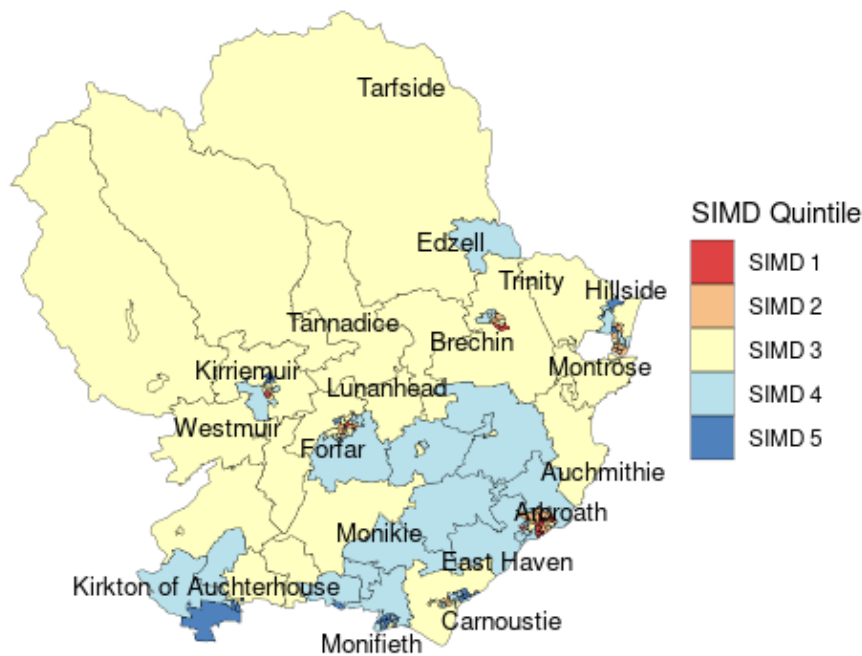 Tarfside
SIMD Quintile
Edzell
SIMD 1
Trinity
Hillside
SIMD 2
Tannadice
Brechin
SIMD 3
Kirriemuir
Montrose
Lunanhead
SIMD 4
Westmuir
Forfar
SIMD 5
Auchmithie
Arbroath
Monikie
East Haven
Kirkton of Auchterhouse
Carnoustie
Monifieth